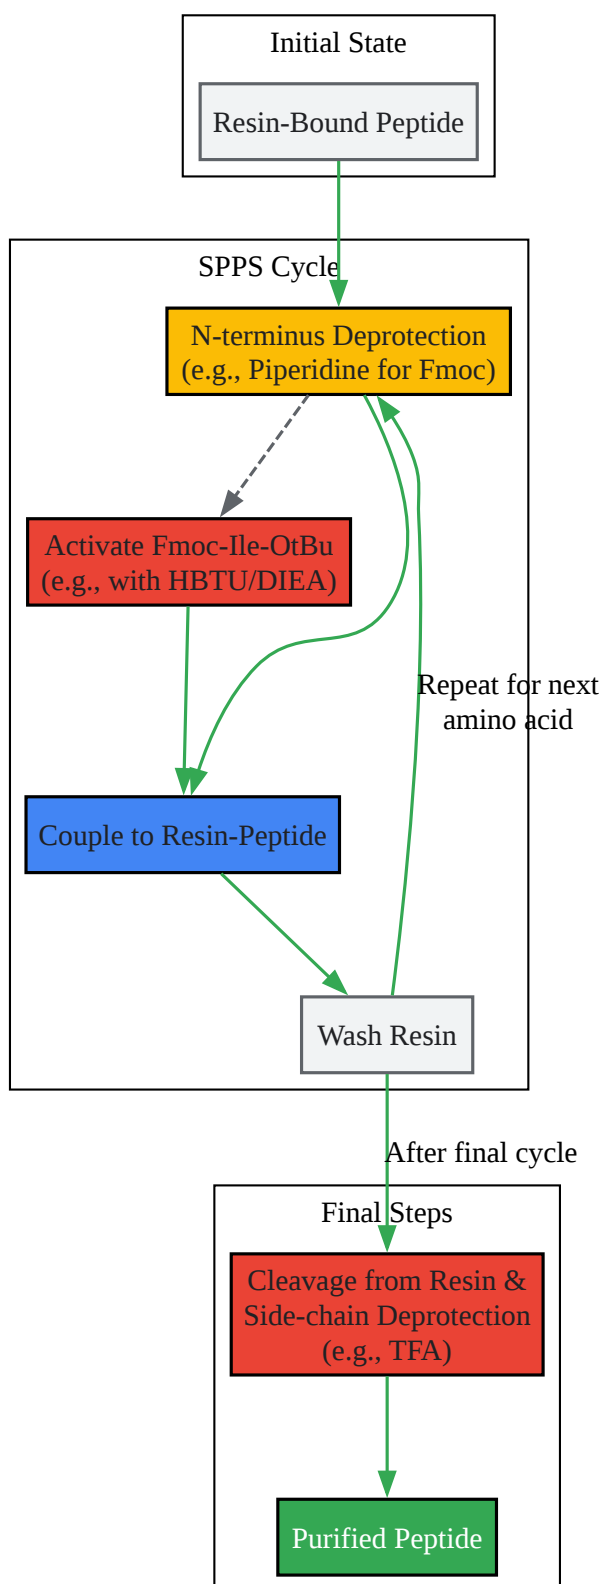 Initial State
Resin-Bound Peptide
SPPS Cycle
N-terminus Deprotection
(e.g., Piperidine for Fmoc)
Activate Fmoc-Ile-OtBu
(e.g., with HBTU/DIEA)
Repeat for next
amino acid
Couple to Resin-Peptide
Wash Resin
After final cycle
Final Steps
Cleavage from Resin &
Side-chain Deprotection
(e.g., TFA)
Purified Peptide